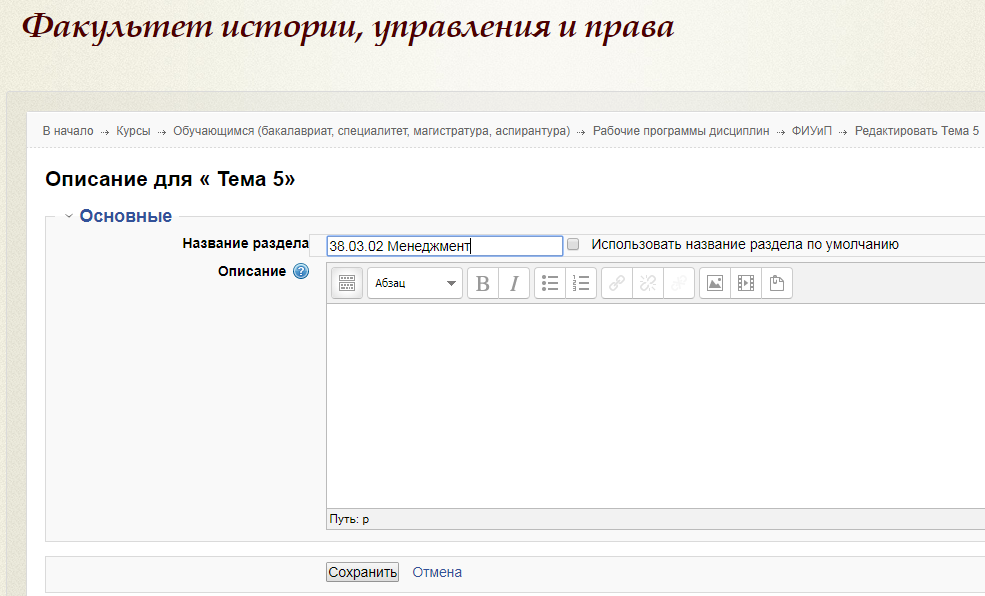 Факультет истории, управления и права
В начало → Курсы → Обучающимся (бакалавриат, специалитет, магистратура, аспирантура) → Рабочие программы дисциплин → ФИУиП → Редактировать Тема 5
Описание для « Тема 5»
Основные
Название раздела 38.03.02 Менеджмент Использовать название раздела по умолчанию
Описание ? Абзац B I
Путь: p
Сохранить Отмена